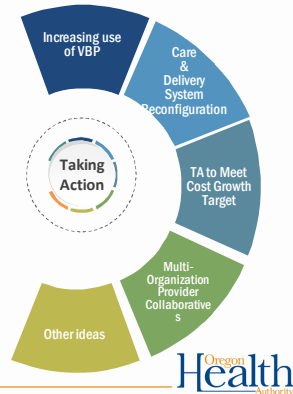 Increasing use
of VBP
Care
&
Delivery
System
Reconfiguration
Taking
Action
TA to Meet
Cost Growth
Target
Multi-
Organization
Provider
Collaborative
s
Other ideas
Oregon
Health
Authority